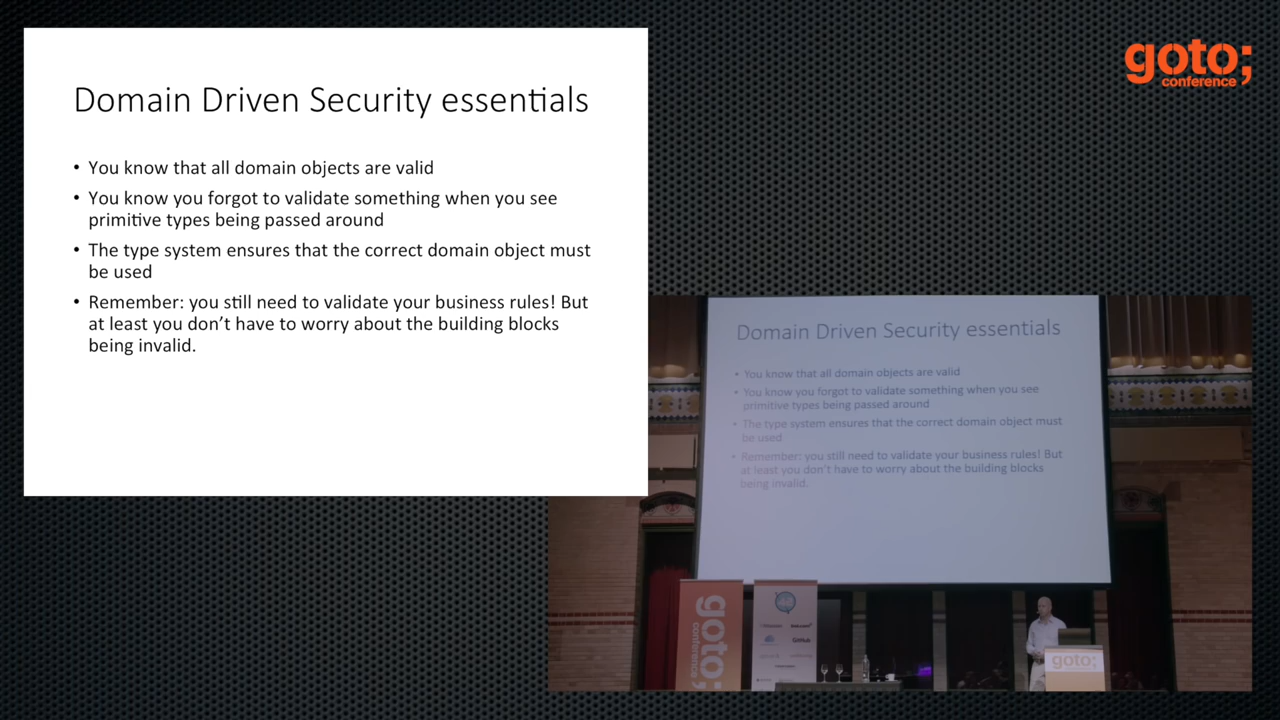 Domain Driven Security essentials
• You know that all domain objects are valid
• You know you forgot to validate something when you see
primitive types being passed around
• The type system ensures that the correct domain object must
be used
• Remember: you still need to validate your business rules! But
at least you don't have to worry about the building blocks
being invalid.
goto;
conference
Domain Driven Security essentials
• You know that all domain objects are valid
• You know you forgot to validate something when you see
primitive types being passed around
• The type system ensures that the correct domain object must
be used
• Remember: you still need to validate your business rules! But
at least you don't have to worry about the building blocks
being invalid.
goto;
conference
GitHub
goto;